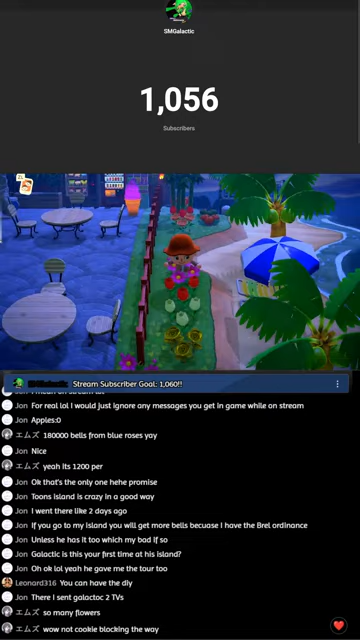 SMGalactic
1,056
Subscribers
SMGalactic Stream Subscriber Goal: 1,060!!
Jon I mean on stream lol
Jon For real lol I would just ignore any messages you get in game while on stream
Jon Apples:0
エムズ 180000 bells from blue roses yay
Jon Nice
エムズ yeah its 1200 per
Jon Ok that's the only one hehe promise
Jon Toons island is crazy in a good way
Jon I went there like 2 days ago
Jon If you go to my island you will get more bells becuase I have the Brel ordinance
Jon Unless he has it too which my bad if so
Jon Galactic is this your first time at his island?
Jon Oh ok lol yeah he gave me the tour too
Leonard316 You can have the diy
Jon There I sent galactoc 2 TVs
エムズ so many flowers
エムズ wow not cookie blocking the way